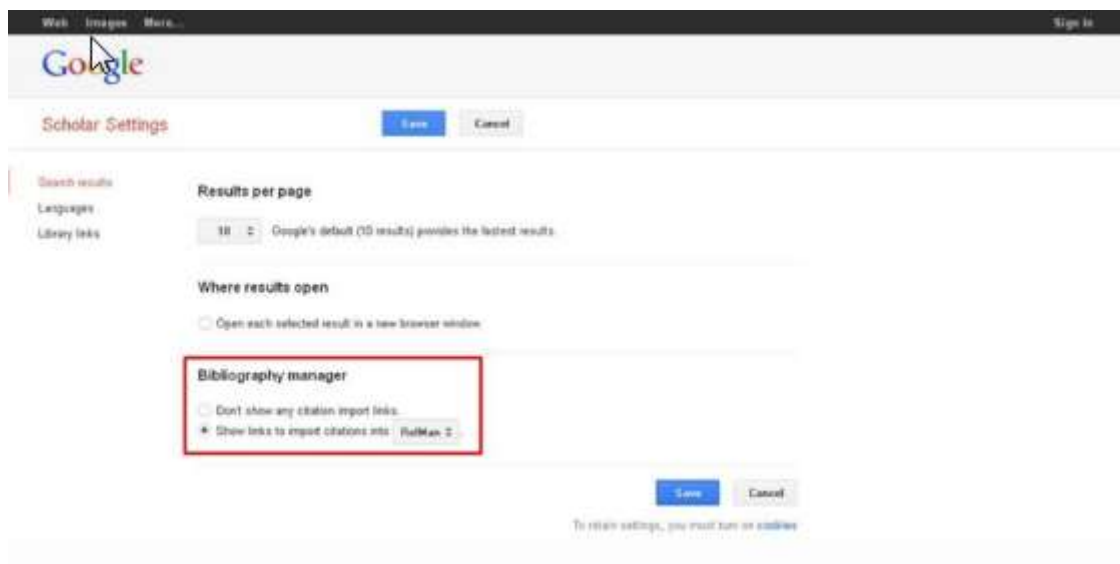 Web Images More...
Sign in
Google
Scholar Settings
Save Cancel
Search results
Languages
Library links
Results per page
10 Google's default (10 results) provides the fastest results.
Where results open
Open each selected result in a new browser window
Bibliography manager
Don't show any citation import links.
Show links to import citations into RefMan .
Save Cancel
To retain settings, you must turn on cookies